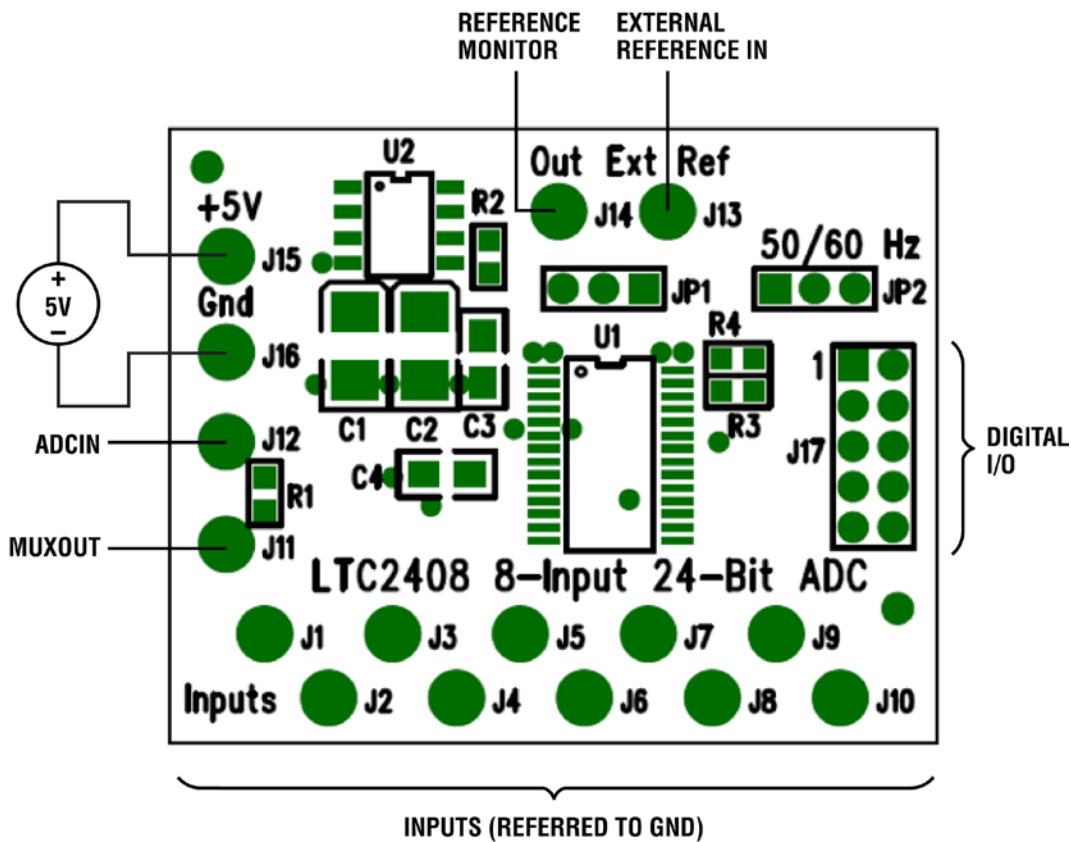 REFERENCE
MONITOR
EXTERNAL
REFERENCE IN
U2
Out Ext Ref
+5V
R2
J14
J13
J15
50/60 Hz
+
5V
−
Gnd
JP1
JP2
J16
U1
R4
1
C1
C2
C3
R3
ADCIN
J12
J17
DIGITAL
I/O
C4
R1
MUXOUT
J11
LTC2408 8-Input 24-Bit ADC
J1
J3
J5
J7
J9
Inputs
J2
J4
J6
J8
J10
INPUTS (REFERRED TO GND)